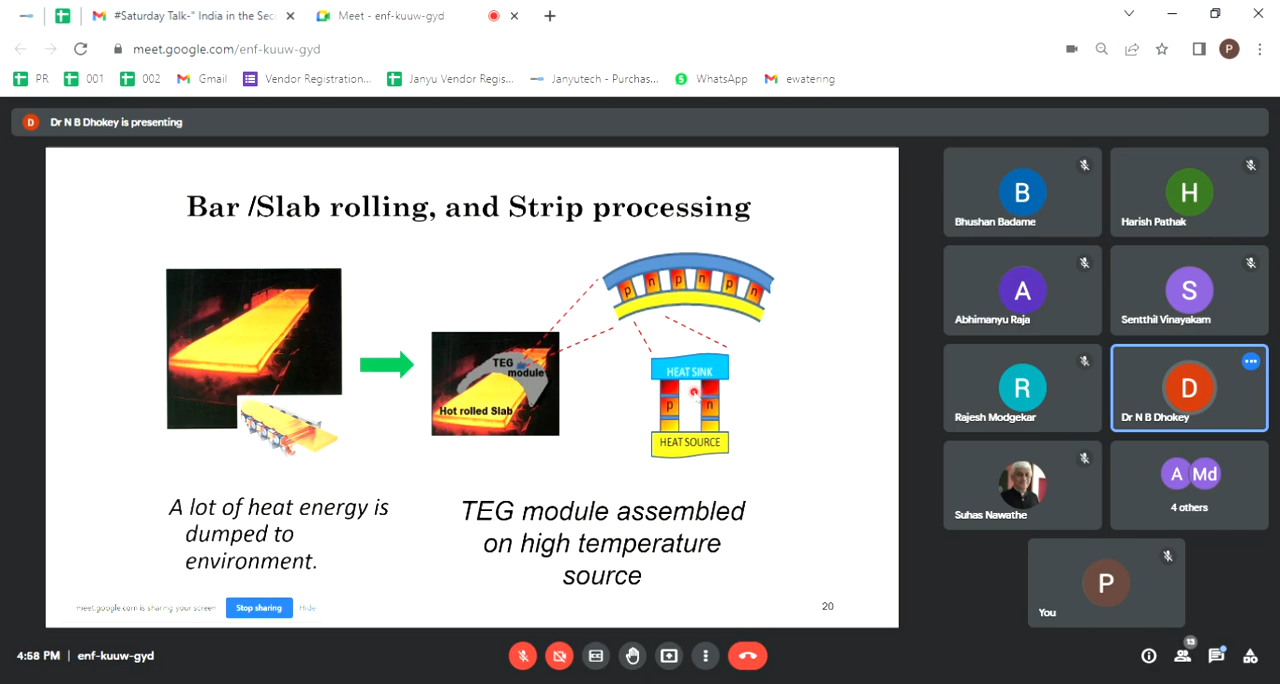 #Saturday Talk-" India in the Sec
Meet - enf-kuuw-gyd
meet.google.com/enf-kuuw-gyd
P
PR
001
002
Gmail
Vendor Registration...
Janyu Vendor Regis...
Janyutech - Purchas...
WhatsApp
ewatering
D
Dr N B Dhokey is presenting
Bar /Slab rolling, and Strip processing
p n p n p n
TEG
module
Hot rolled Slab
HEAT SINK
p n
HEAT SOURCE
A lot of heat energy is
dumped to
environment.
TEG module assembled
on high temperature
source
meet.google.com is sharing your screen
Stop sharing
Hide
20
B
Bhushan Badame
H
Harish Pathak
A
Abhimanyu Raja
S
Sentthil Vinayakam
R
Rajesh Modgekar
D
Dr N B Dhokey
Suhas Nawathe
A Md
4 others
P
You
4:58 PM | enf-kuuw-gyd
13